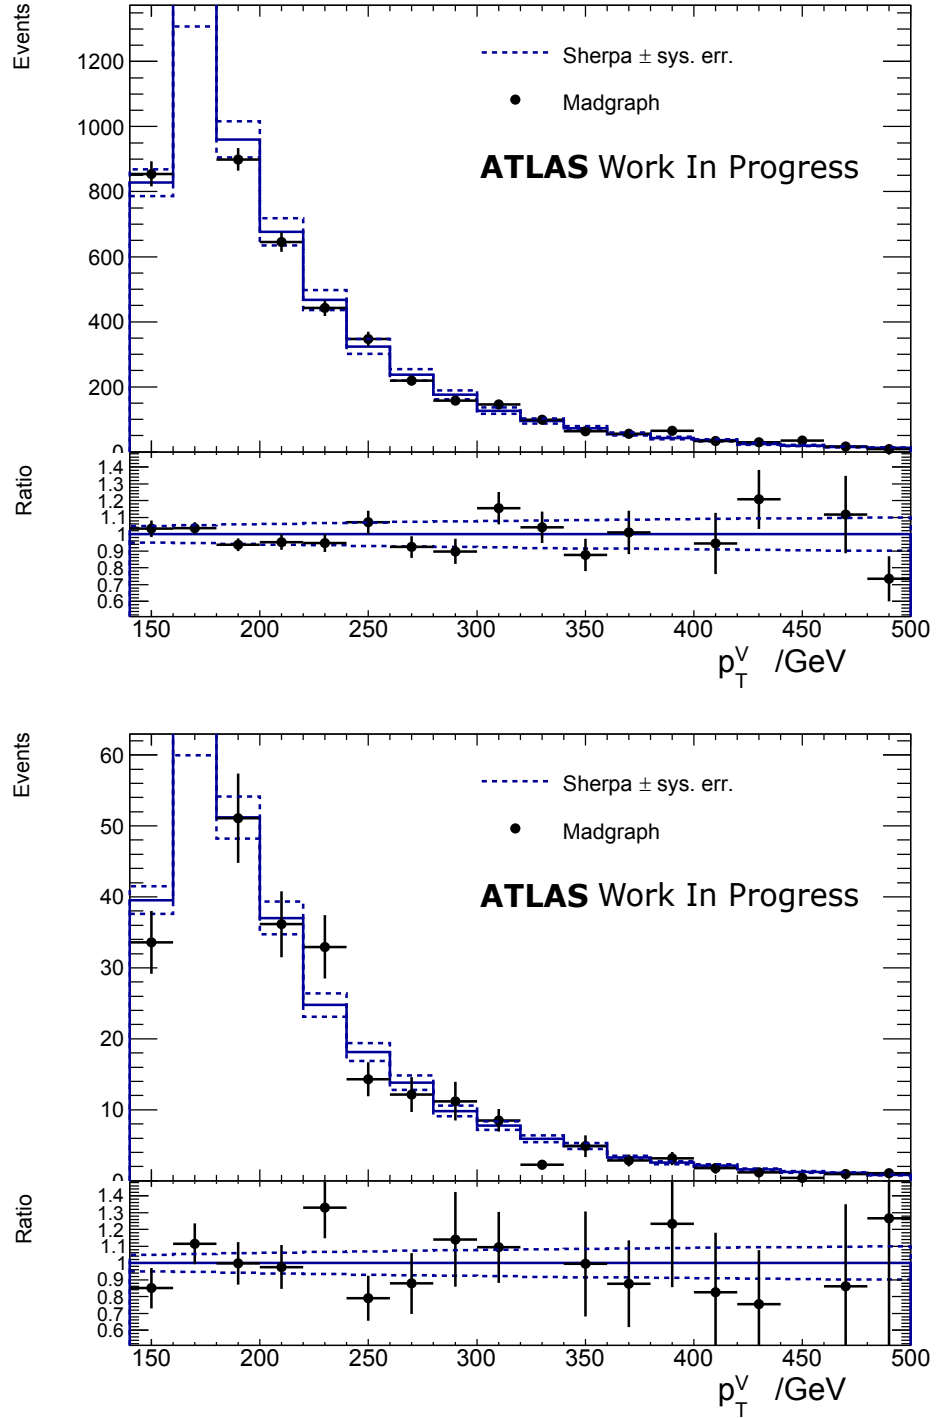 Events
1200
1000
800
600
400
200
0
Sherpa ± sys. err.
Madgraph
ATLAS Work In Progress
Ratio
1.4
1.3
1.2
1.1
1
0.9
0.8
0.7
0.6
150 200 250 300 350 400 450 500
p_T^V /GeV
Events
60
50
40
30
20
10
0
Sherpa ± sys. err.
Madgraph
ATLAS Work In Progress
Ratio
1.4
1.3
1.2
1.1
1
0.9
0.8
0.7
0.6
150 200 250 300 350 400 450 500
p_T^V /GeV